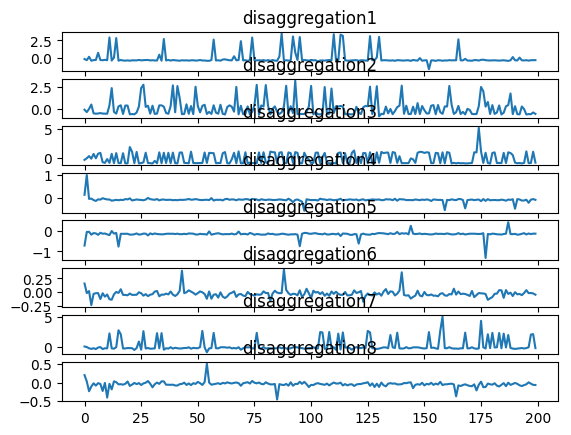 disaggregation1
2.5
0.0
disaggregation2
2.5
0.0
disaggregation3
5
0
disaggregation4
1
0
disaggregation5
0
−1
disaggregation6
0.25
0.00
−0.25
disaggregation7
5
0
disaggregation8
0.5
0.0
−0.5
0 25 50 75 100 125 150 175 200